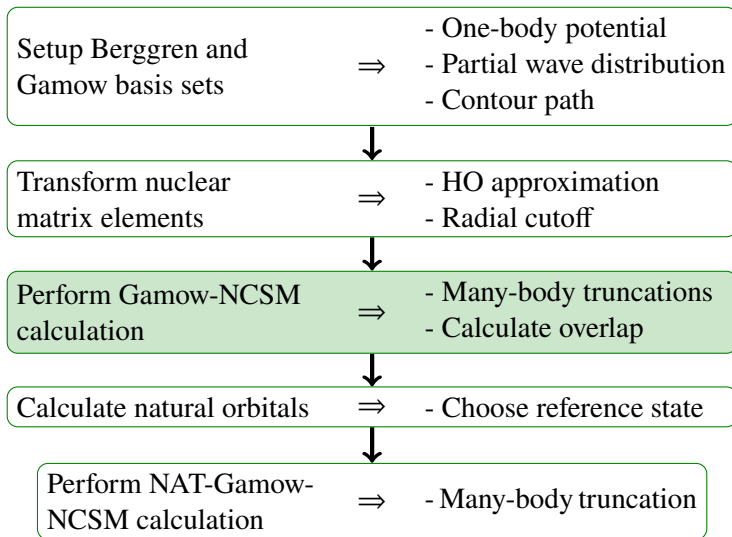 Setup Berggren and
Gamow basis sets
⇒
- One-body potential
- Partial wave distribution
- Contour path
Transform nuclear
matrix elements
⇒
- HO approximation
- Radial cutoff
Perform Gamow-NCSM
calculation
⇒
- Many-body truncations
- Calculate overlap
Calculate natural orbitals ⇒ - Choose reference state
Perform NAT-Gamow-
NCSM calculation
⇒
- Many-body truncation